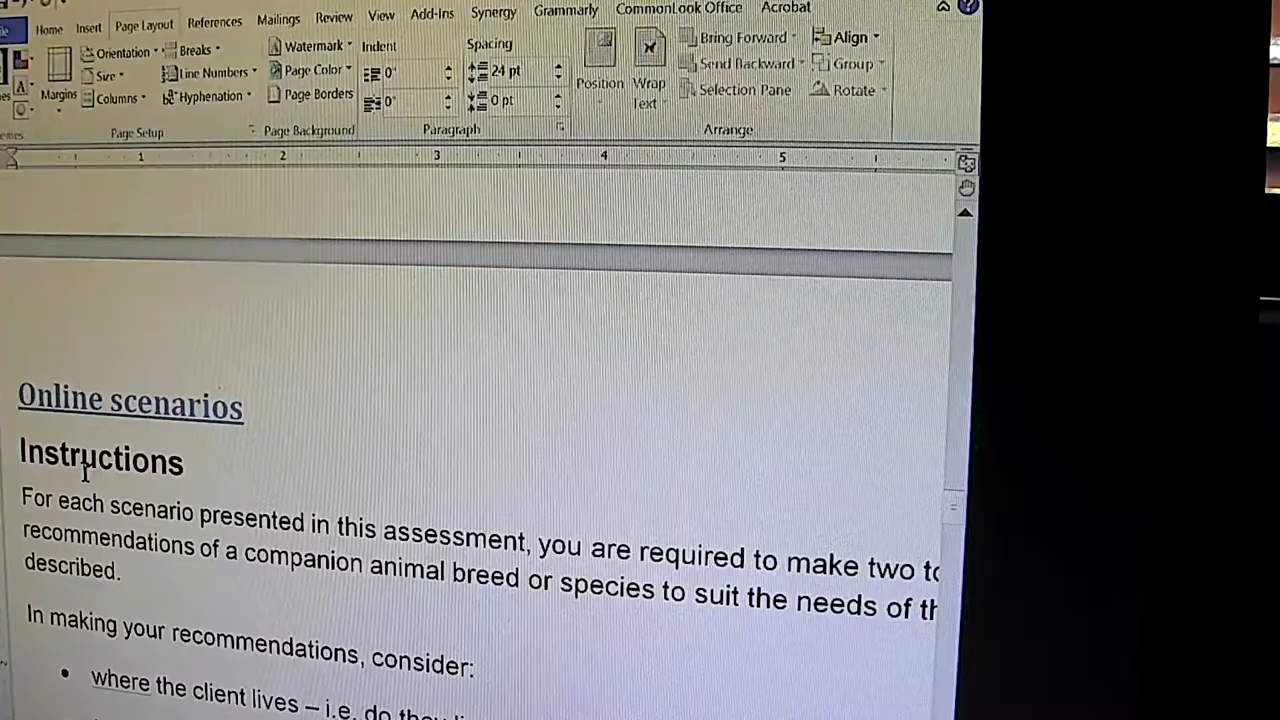 Home Insert Page Layout References Mailings Review View Add-Ins Synergy Grammarly CommonLook Office Acrobat
Orientation Breaks Watermark Indent Spacing Bring Forward Align
Size Line Numbers Page Color 0" 24 pt Send Backward Group
Margins Columns Hyphenation Page Borders 0" 0 pt Position Wrap Text Selection Pane Rotate
Page Setup Page Background Paragraph Arrange
1 2 3 4 5
Online scenarios
Instructions
For each scenario presented in this assessment, you are required to make two to
recommendations of a companion animal breed or species to suit the needs of th
described.
In making your recommendations, consider:
• where the client lives – i.e. do they li